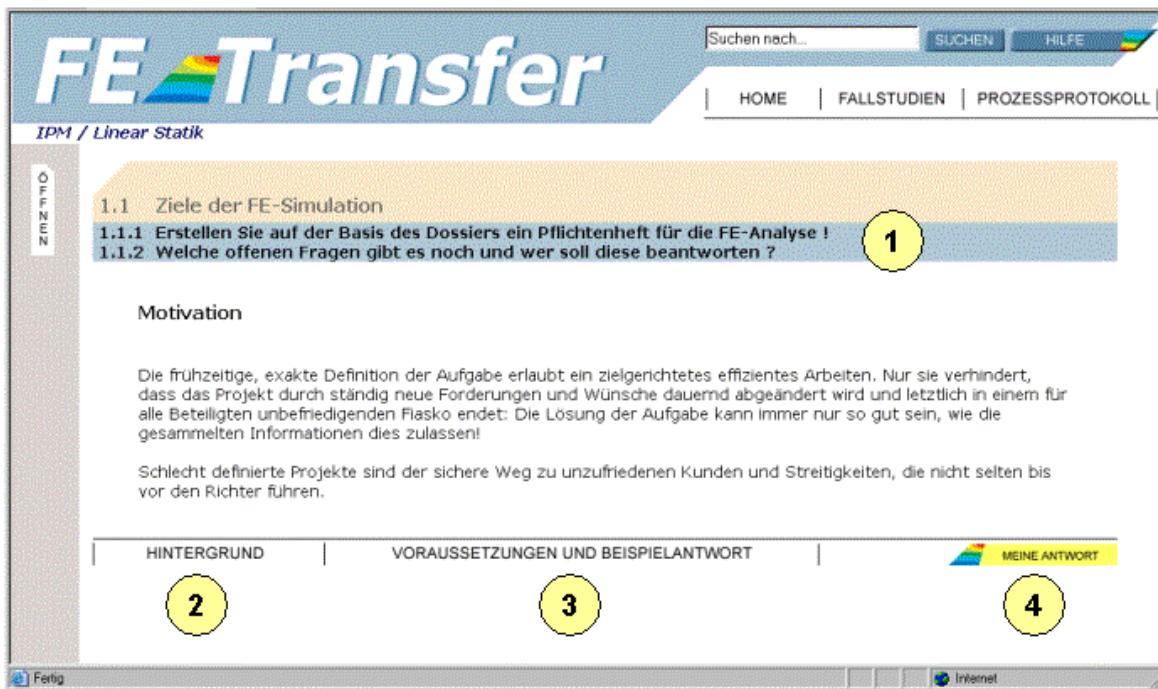 Suchen nach...
SUCHEN
HILFE
FE Transfer
HOME
FALLSTUDIEN
PROZESSPROTOKOLL
IPM / Linear Statik
ÖFFNEN
1.1 Ziele der FE-Simulation
1.1.1 Erstellen Sie auf der Basis des Dossiers ein Pflichtenheft für die FE-Analyse !
1.1.2 Welche offenen Fragen gibt es noch und wer soll diese beantworten ?
1
Motivation
Die frühzeitige, exakte Definition der Aufgabe erlaubt ein zielgerichtetes effizientes Arbeiten. Nur sie verhindert,
dass das Projekt durch ständig neue Forderungen und Wünsche dauernd abgeändert wird und letztlich in einem für
alle Beteiligten unbefriedigenden Fiasko endet: Die Lösung der Aufgabe kann immer nur so gut sein, wie die
gesammelten Informationen dies zulassen!
Schlecht definierte Projekte sind der sichere Weg zu unzufriedenen Kunden und Streitigkeiten, die nicht selten bis
vor den Richter führen.
HINTERGRUND
VORAUSSETZUNGEN UND BEISPIELANTWORT
MEINE ANTWORT
2
3
4
Fertig
Internet